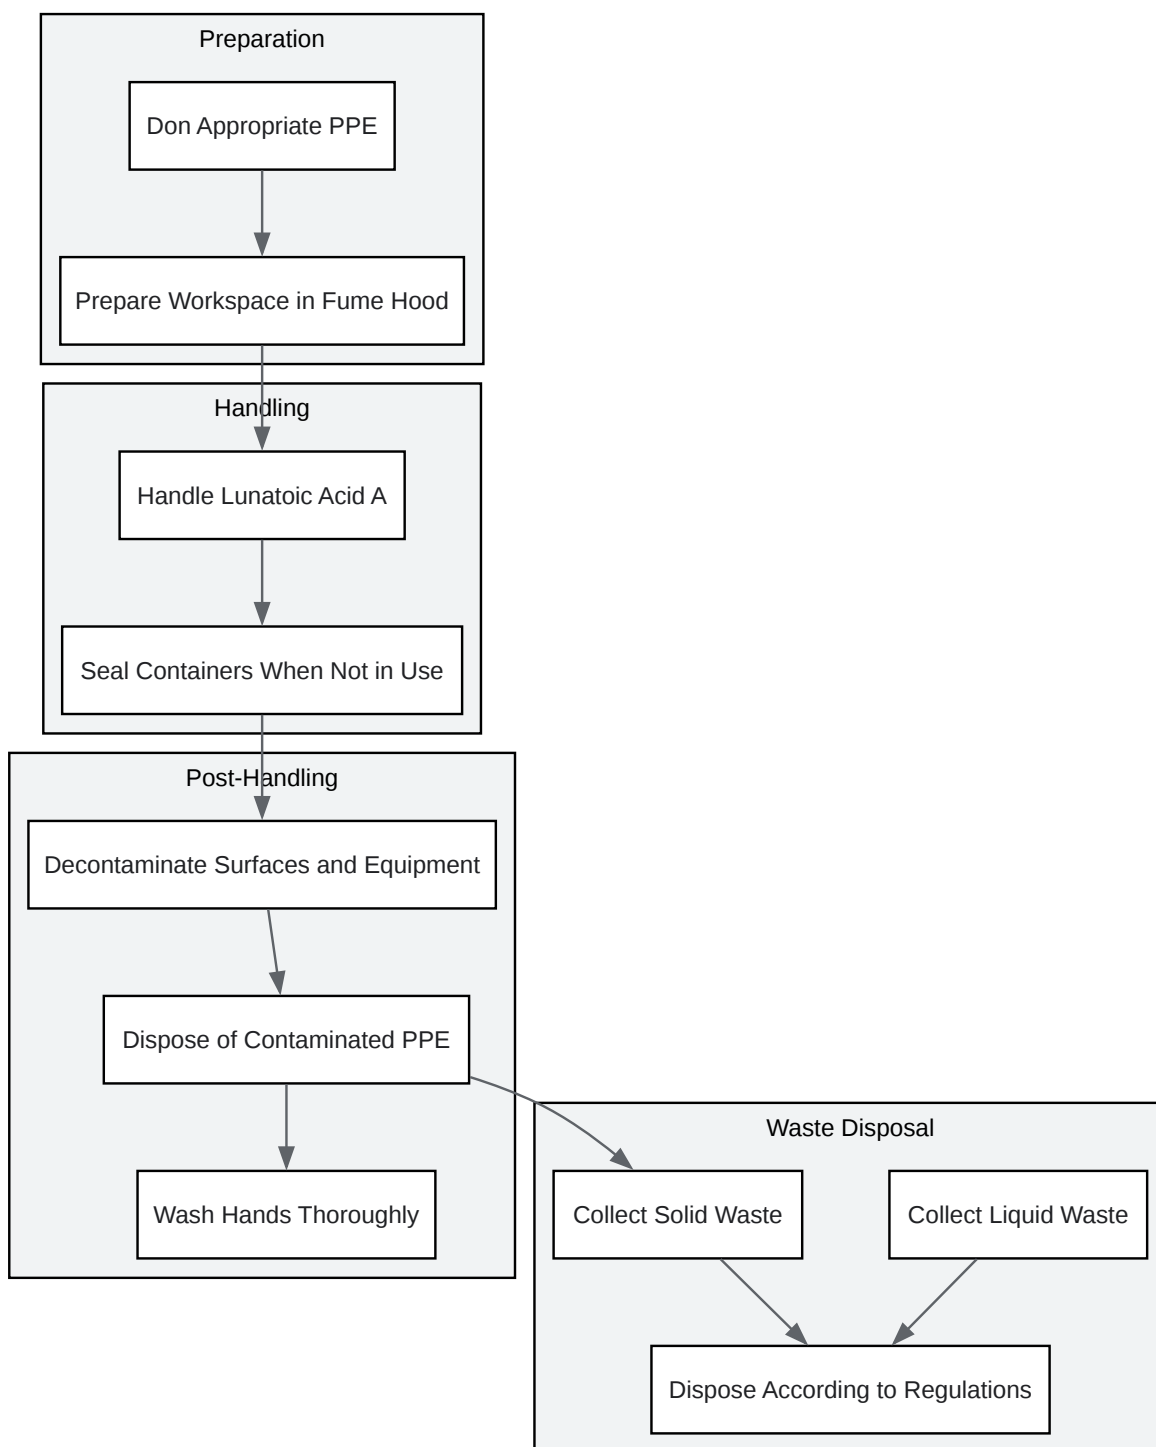 Preparation
Don Appropriate PPE
Prepare Workspace in Fume Hood
Handling
Handle Lunatoic Acid A
Seal Containers When Not in Use
Post-Handling
Decontaminate Surfaces and Equipment
Dispose of Contaminated PPE
Wash Hands Thoroughly
Waste Disposal
Collect Solid Waste
Collect Liquid Waste
Dispose According to Regulations